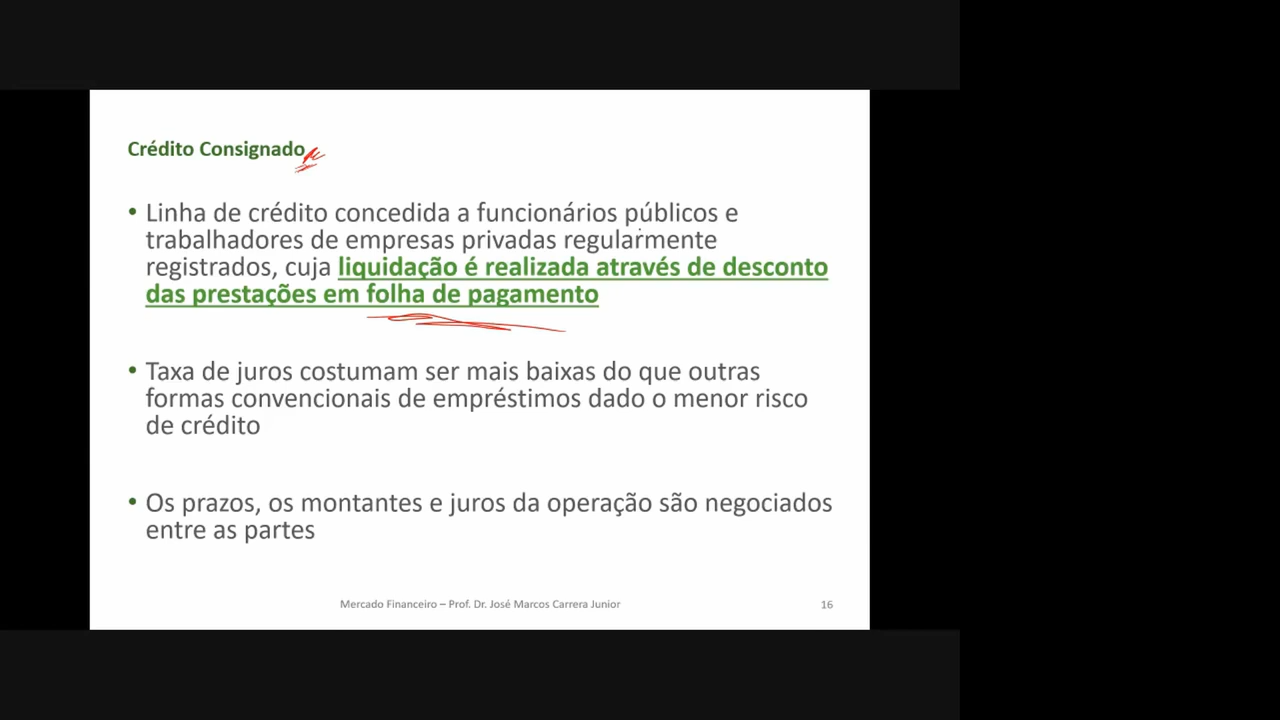 Crédito Consignado
• Linha de crédito concedida a funcionários públicos e
trabalhadores de empresas privadas regularmente
registrados, cuja liquidação é realizada através de desconto
das prestações em folha de pagamento
• Taxa de juros costumam ser mais baixas do que outras
formas convencionais de empréstimos dado o menor risco
de crédito
• Os prazos, os montantes e juros da operação são negociados
entre as partes
Mercado Financeiro – Prof. Dr. José Marcos Carrera Junior
16